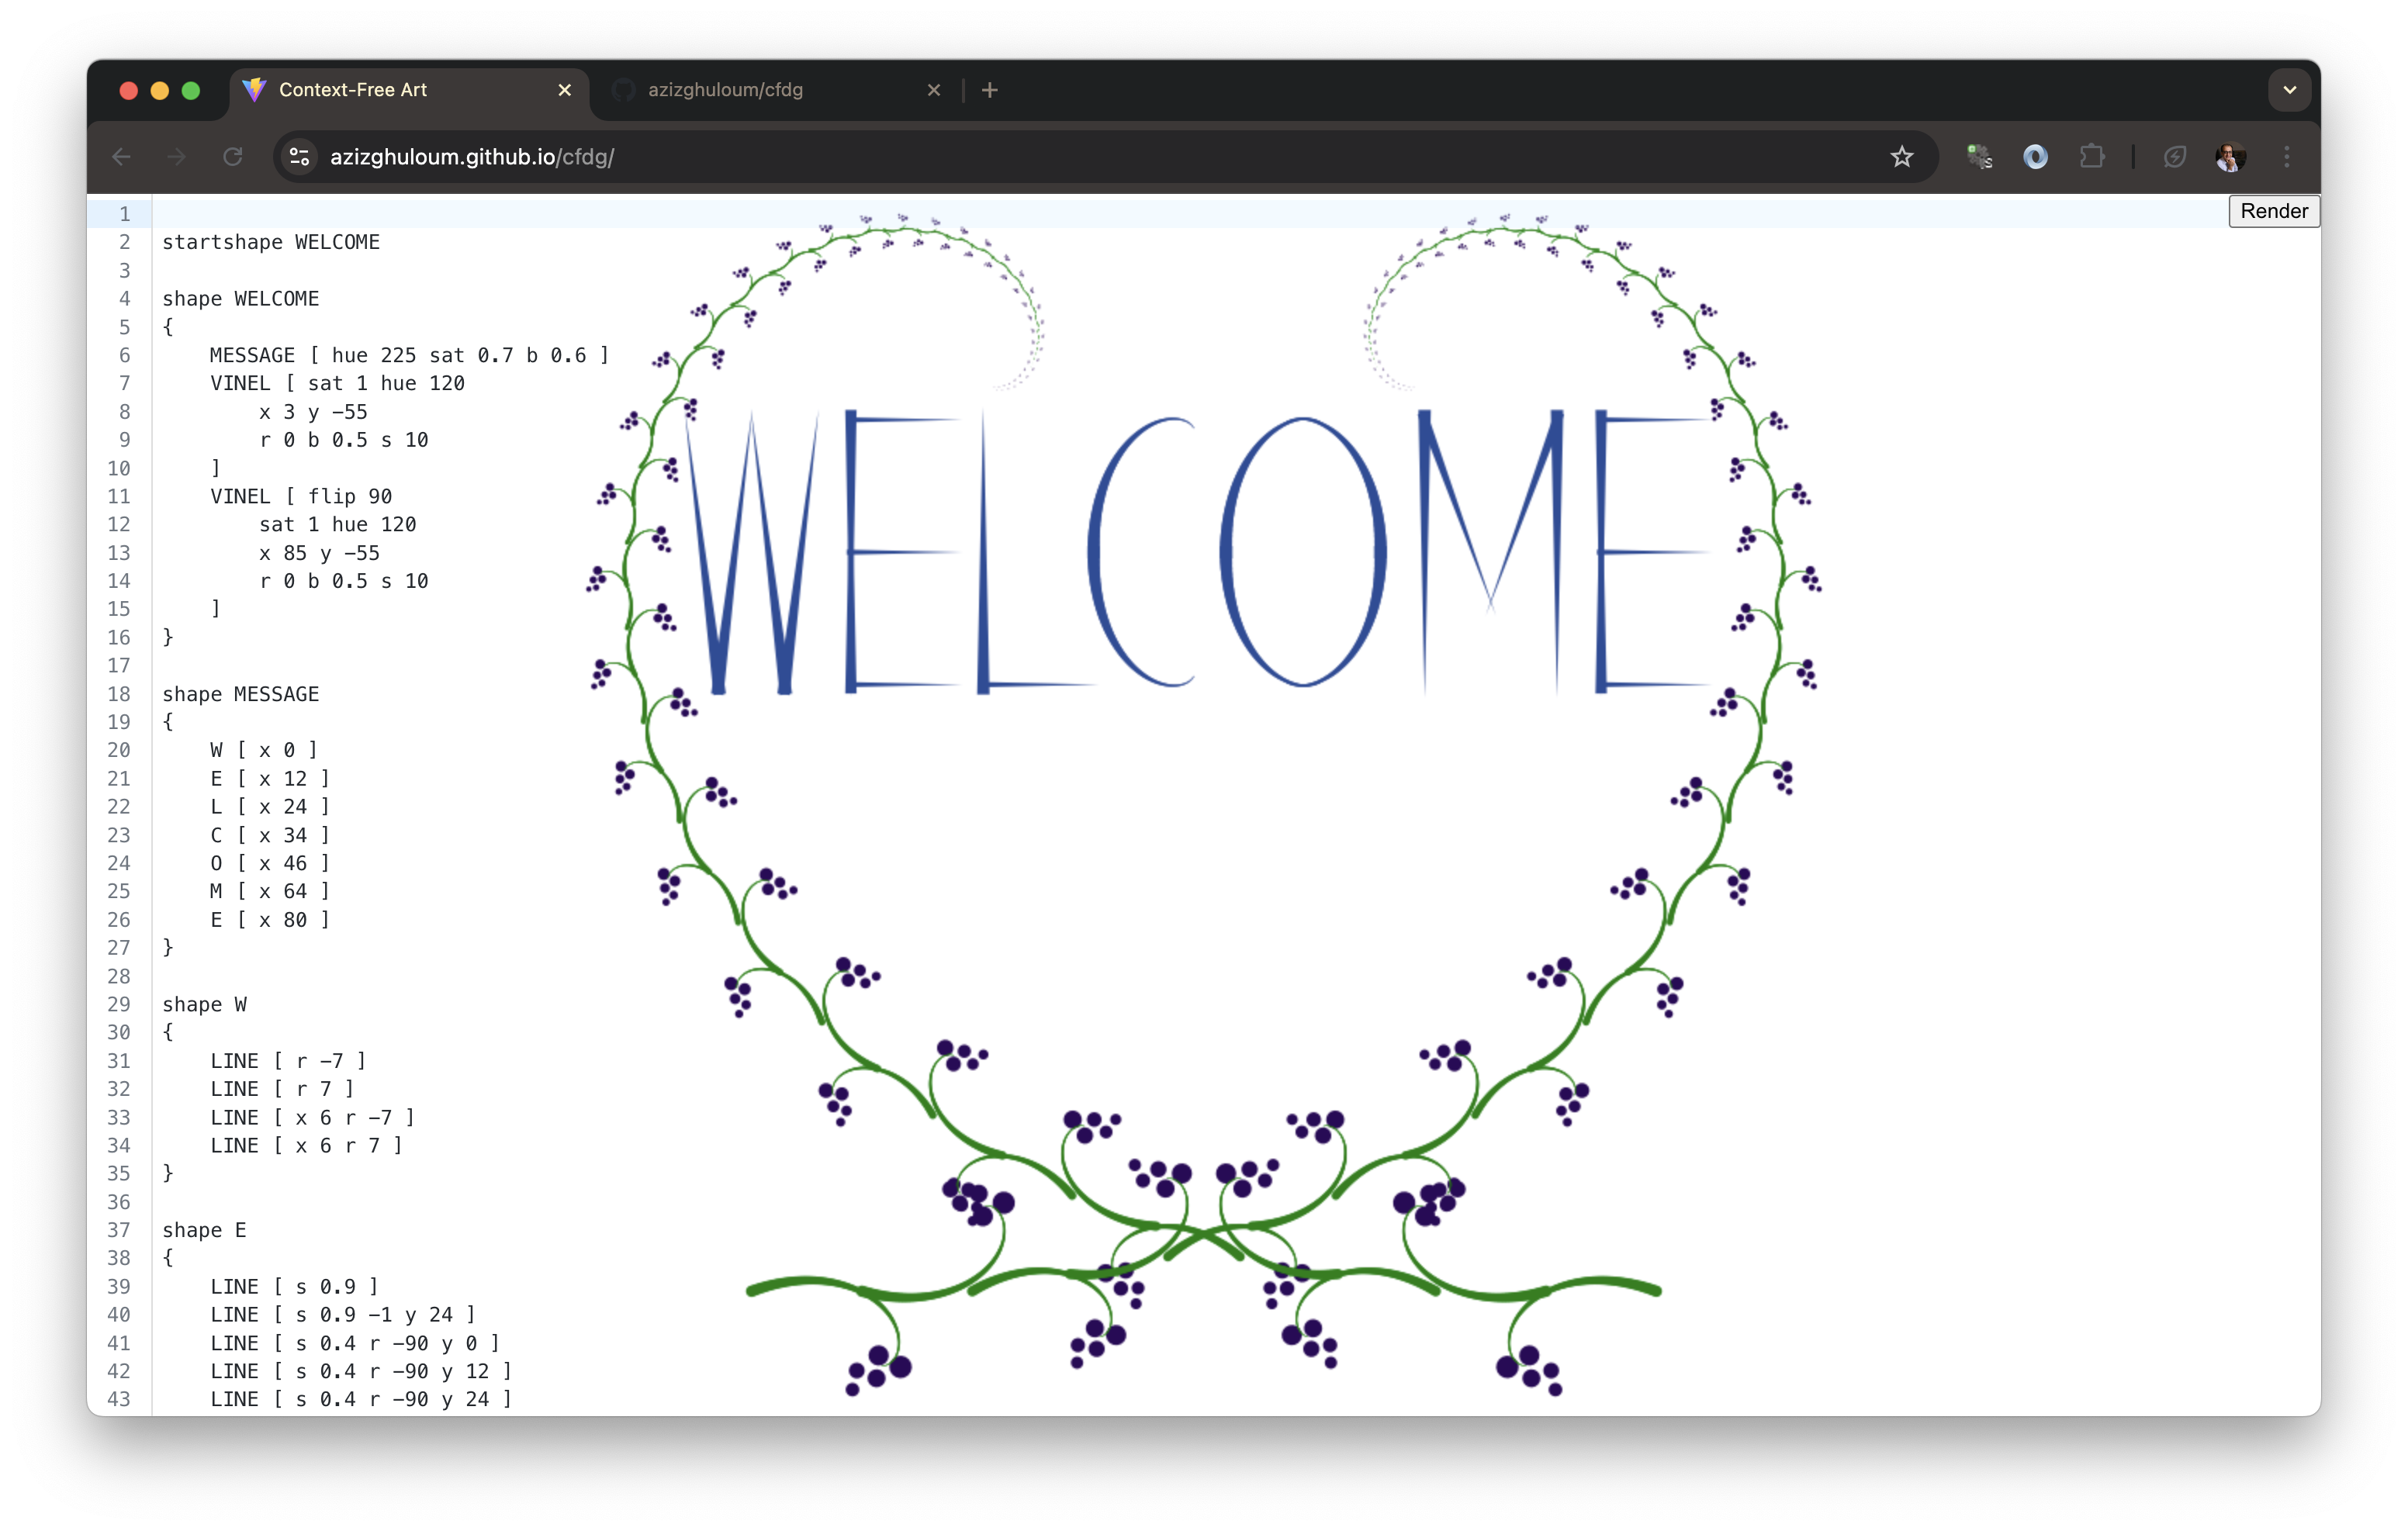 Context-Free Art
azizghuloum/cfdg
azizghuloum.github.io/cfdg/
Render
1
2 startshape WELCOME
3
4 shape WELCOME
5 {
6 MESSAGE [ hue 225 sat 0.7 b 0.6 ]
7 VINEL [ sat 1 hue 120
8 x 3 y -55
9 r 0 b 0.5 s 10
10 ]
11 VINEL [ flip 90
12 sat 1 hue 120
13 x 85 y -55
14 r 0 b 0.5 s 10
15 ]
16 }
17
18 shape MESSAGE
19 {
20 W [ x 0 ]
21 E [ x 12 ]
22 L [ x 24 ]
23 C [ x 34 ]
24 O [ x 46 ]
25 M [ x 64 ]
26 E [ x 80 ]
27 }
28
29 shape W
30 {
31 LINE [ r -7 ]
32 LINE [ r 7 ]
33 LINE [ x 6 r -7 ]
34 LINE [ x 6 r 7 ]
35 }
36
37 shape E
38 {
39 LINE [ s 0.9 ]
40 LINE [ s 0.9 -1 y 24 ]
41 LINE [ s 0.4 r -90 y 0 ]
42 LINE [ s 0.4 r -90 y 12 ]
43 LINE [ s 0.4 r -90 y 24 ]
WELCOME